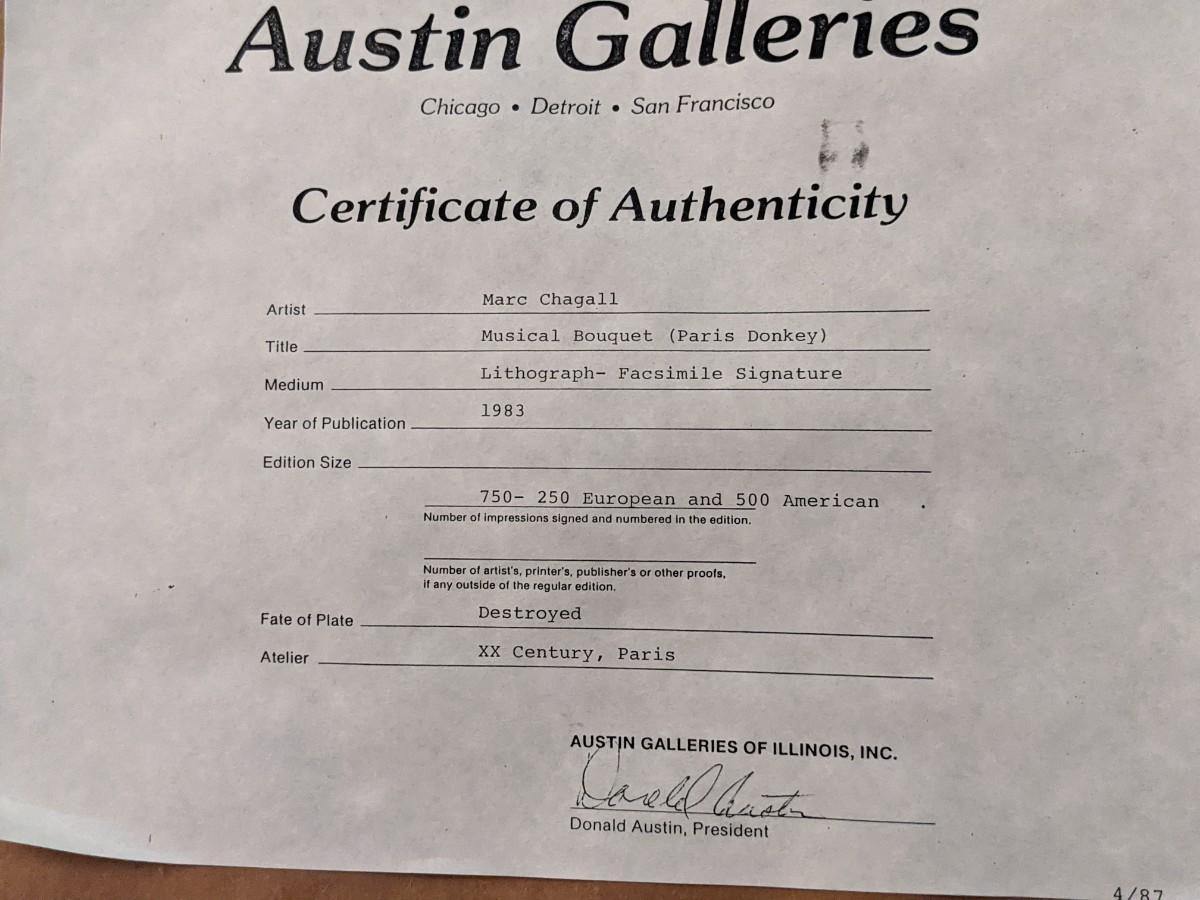 Austin Galleries
Chicago • Detroit • San Francisco
Certificate of Authenticity
Artist Marc Chagall
Title Musical Bouquet (Paris Donkey)
Medium Lithograph- Facsimile Signature
Year of Publication 1983
Edition Size
750- 250 European and 500 American .
Number of impressions signed and numbered in the edition.
Number of artist's, printer's, publisher's or other proofs,
if any outside of the regular edition.
Fate of Plate Destroyed
Atelier XX Century, Paris
AUSTIN GALLERIES OF ILLINOIS, INC.
Donald Austin
Donald Austin, President
4/87